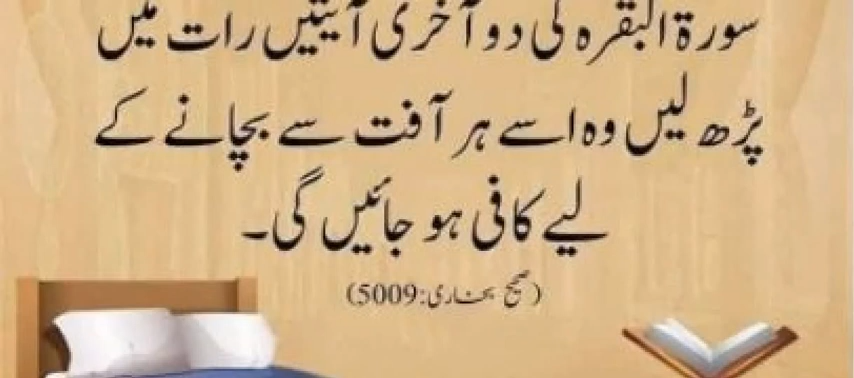 سورۃ البقرہ کی دو آخری آیتیں رات میں
پڑھ لیں وہ اسے ہر آفت سے بچانے کے
لیے کافی ہو جائیں گی۔
(صحیح بخاری:5009)